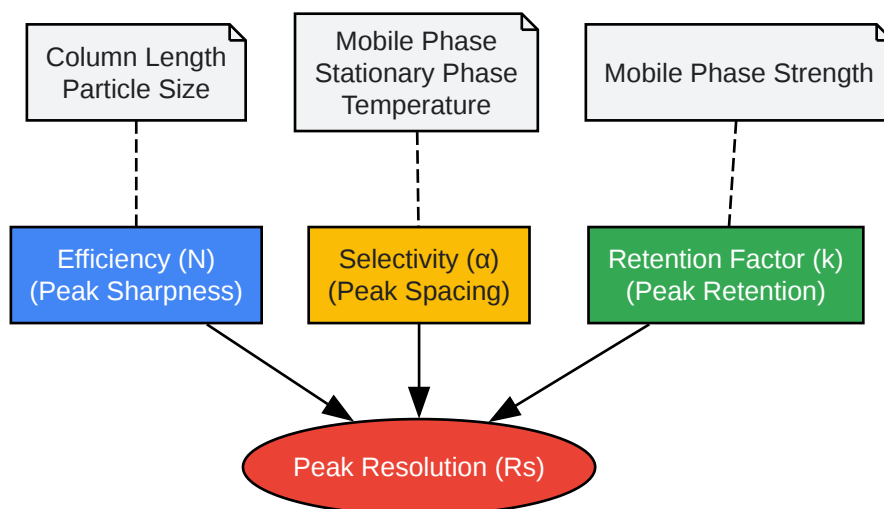 Column Length
Particle Size
Mobile Phase
Stationary Phase
Temperature
Mobile Phase Strength
Efficiency (N)
(Peak Sharpness)
Selectivity (α)
(Peak Spacing)
Retention Factor (k)
(Peak Retention)
Peak Resolution (Rs)